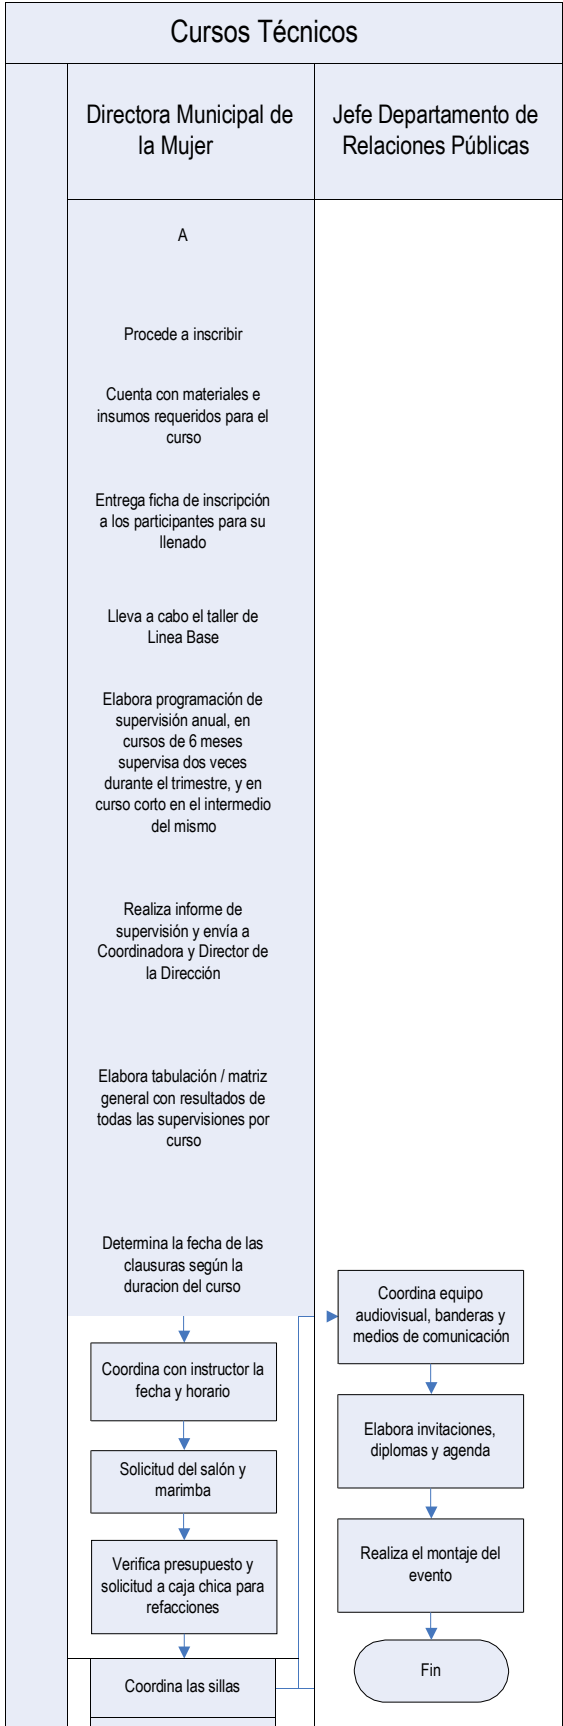 Cursos Técnicos
Directora Municipal de
la Mujer
Jefe Departamento de
Relaciones Públicas
A
Procede a inscribir
Cuenta con materiales e
insumos requeridos para el
curso
Entrega ficha de inscripción
a los participantes para su
llenado
Lleva a cabo el taller de
Linea Base
Elabora programación de
supervisión anual, en
cursos de 6 meses
supervisa dos veces
durante el trimestre, y en
curso corto en el intermedio
del mismo
Realiza informe de
supervisión y envía a
Coordinadora y Director de
la Dirección
Elabora tabulación / matriz
general con resultados de
todas las supervisiones por
curso
Determina la fecha de las
clausuras según la
duracion del curso
Coordina con instructor la
fecha y horario
Solicitud del salón y
marimba
Verifica presupuesto y
solicitud a caja chica para
refacciones
Coordina las sillas
Coordina equipo
audiovisual, banderas y
medios de comunicación
Elabora invitaciones,
diplomas y agenda
Realiza el montaje del
evento
Fin